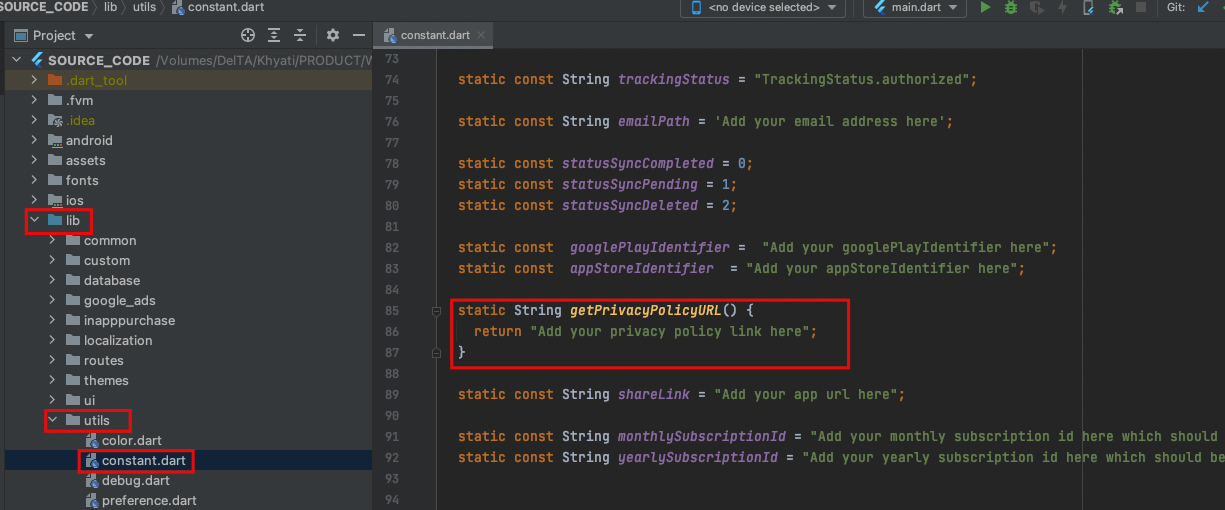 SOURCE_CODE › lib › utils › constant.dart
<no device selected>
main.dart
Git:
Project
constant.dart
SOURCE_CODE /Volumes/DelTA/Khyati/PRODUCT/W
.dart_tool
.fvm
.idea
android
assets
fonts
ios
lib
common
custom
database
google_ads
inapppurchase
localization
routes
themes
ui
utils
color.dart
constant.dart
debug.dart
preference.dart
73
74 static const String trackingStatus = "TrackingStatus.authorized";
75
76 static const String emailPath = 'Add your email address here';
77
78 static const statusSyncCompleted = 0;
79 static const statusSyncPending = 1;
80 static const statusSyncDeleted = 2;
81
82 static const  googlePlayIdentifier =  "Add your googlePlayIdentifier here";
83 static const  appStoreIdentifier  = "Add your appStoreIdentifier here";
84
85 static String getPrivacyPolicyURL() {
86 return "Add your privacy policy link here";
87 }
88
89 static const String shareLink = "Add your app url here";
90
91 static const String monthlySubscriptionId = "Add your monthly subscription id here which should
92 static const String yearlySubscriptionId = "Add your yearly subscription id here which should be
93
94